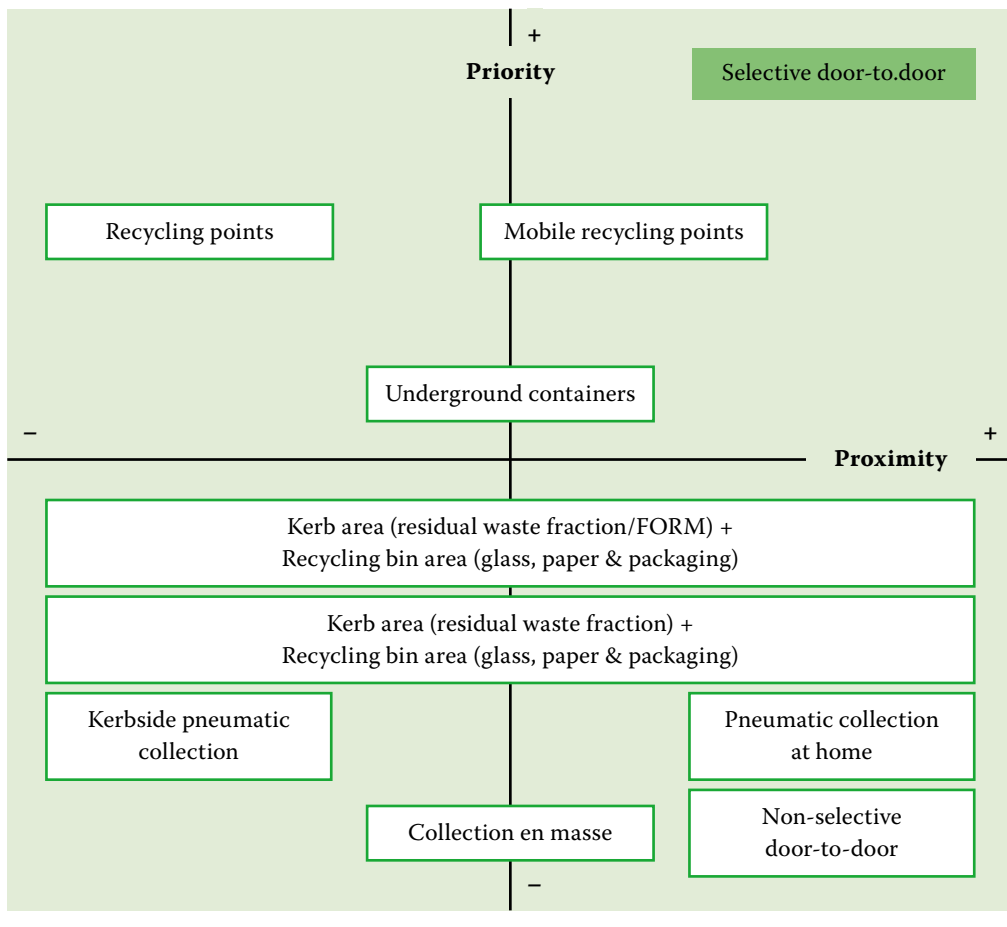 +
Priority
Selective door-to.door
Recycling points
Mobile recycling points
Underground containers
–
+
Proximity
Kerb area (residual waste fraction/FORM) +
Recycling bin area (glass, paper & packaging)
Kerb area (residual waste fraction) +
Recycling bin area (glass, paper & packaging)
Kerbside pneumatic
collection
Pneumatic collection
at home
Collection en masse
Non-selective
door-to-door
–